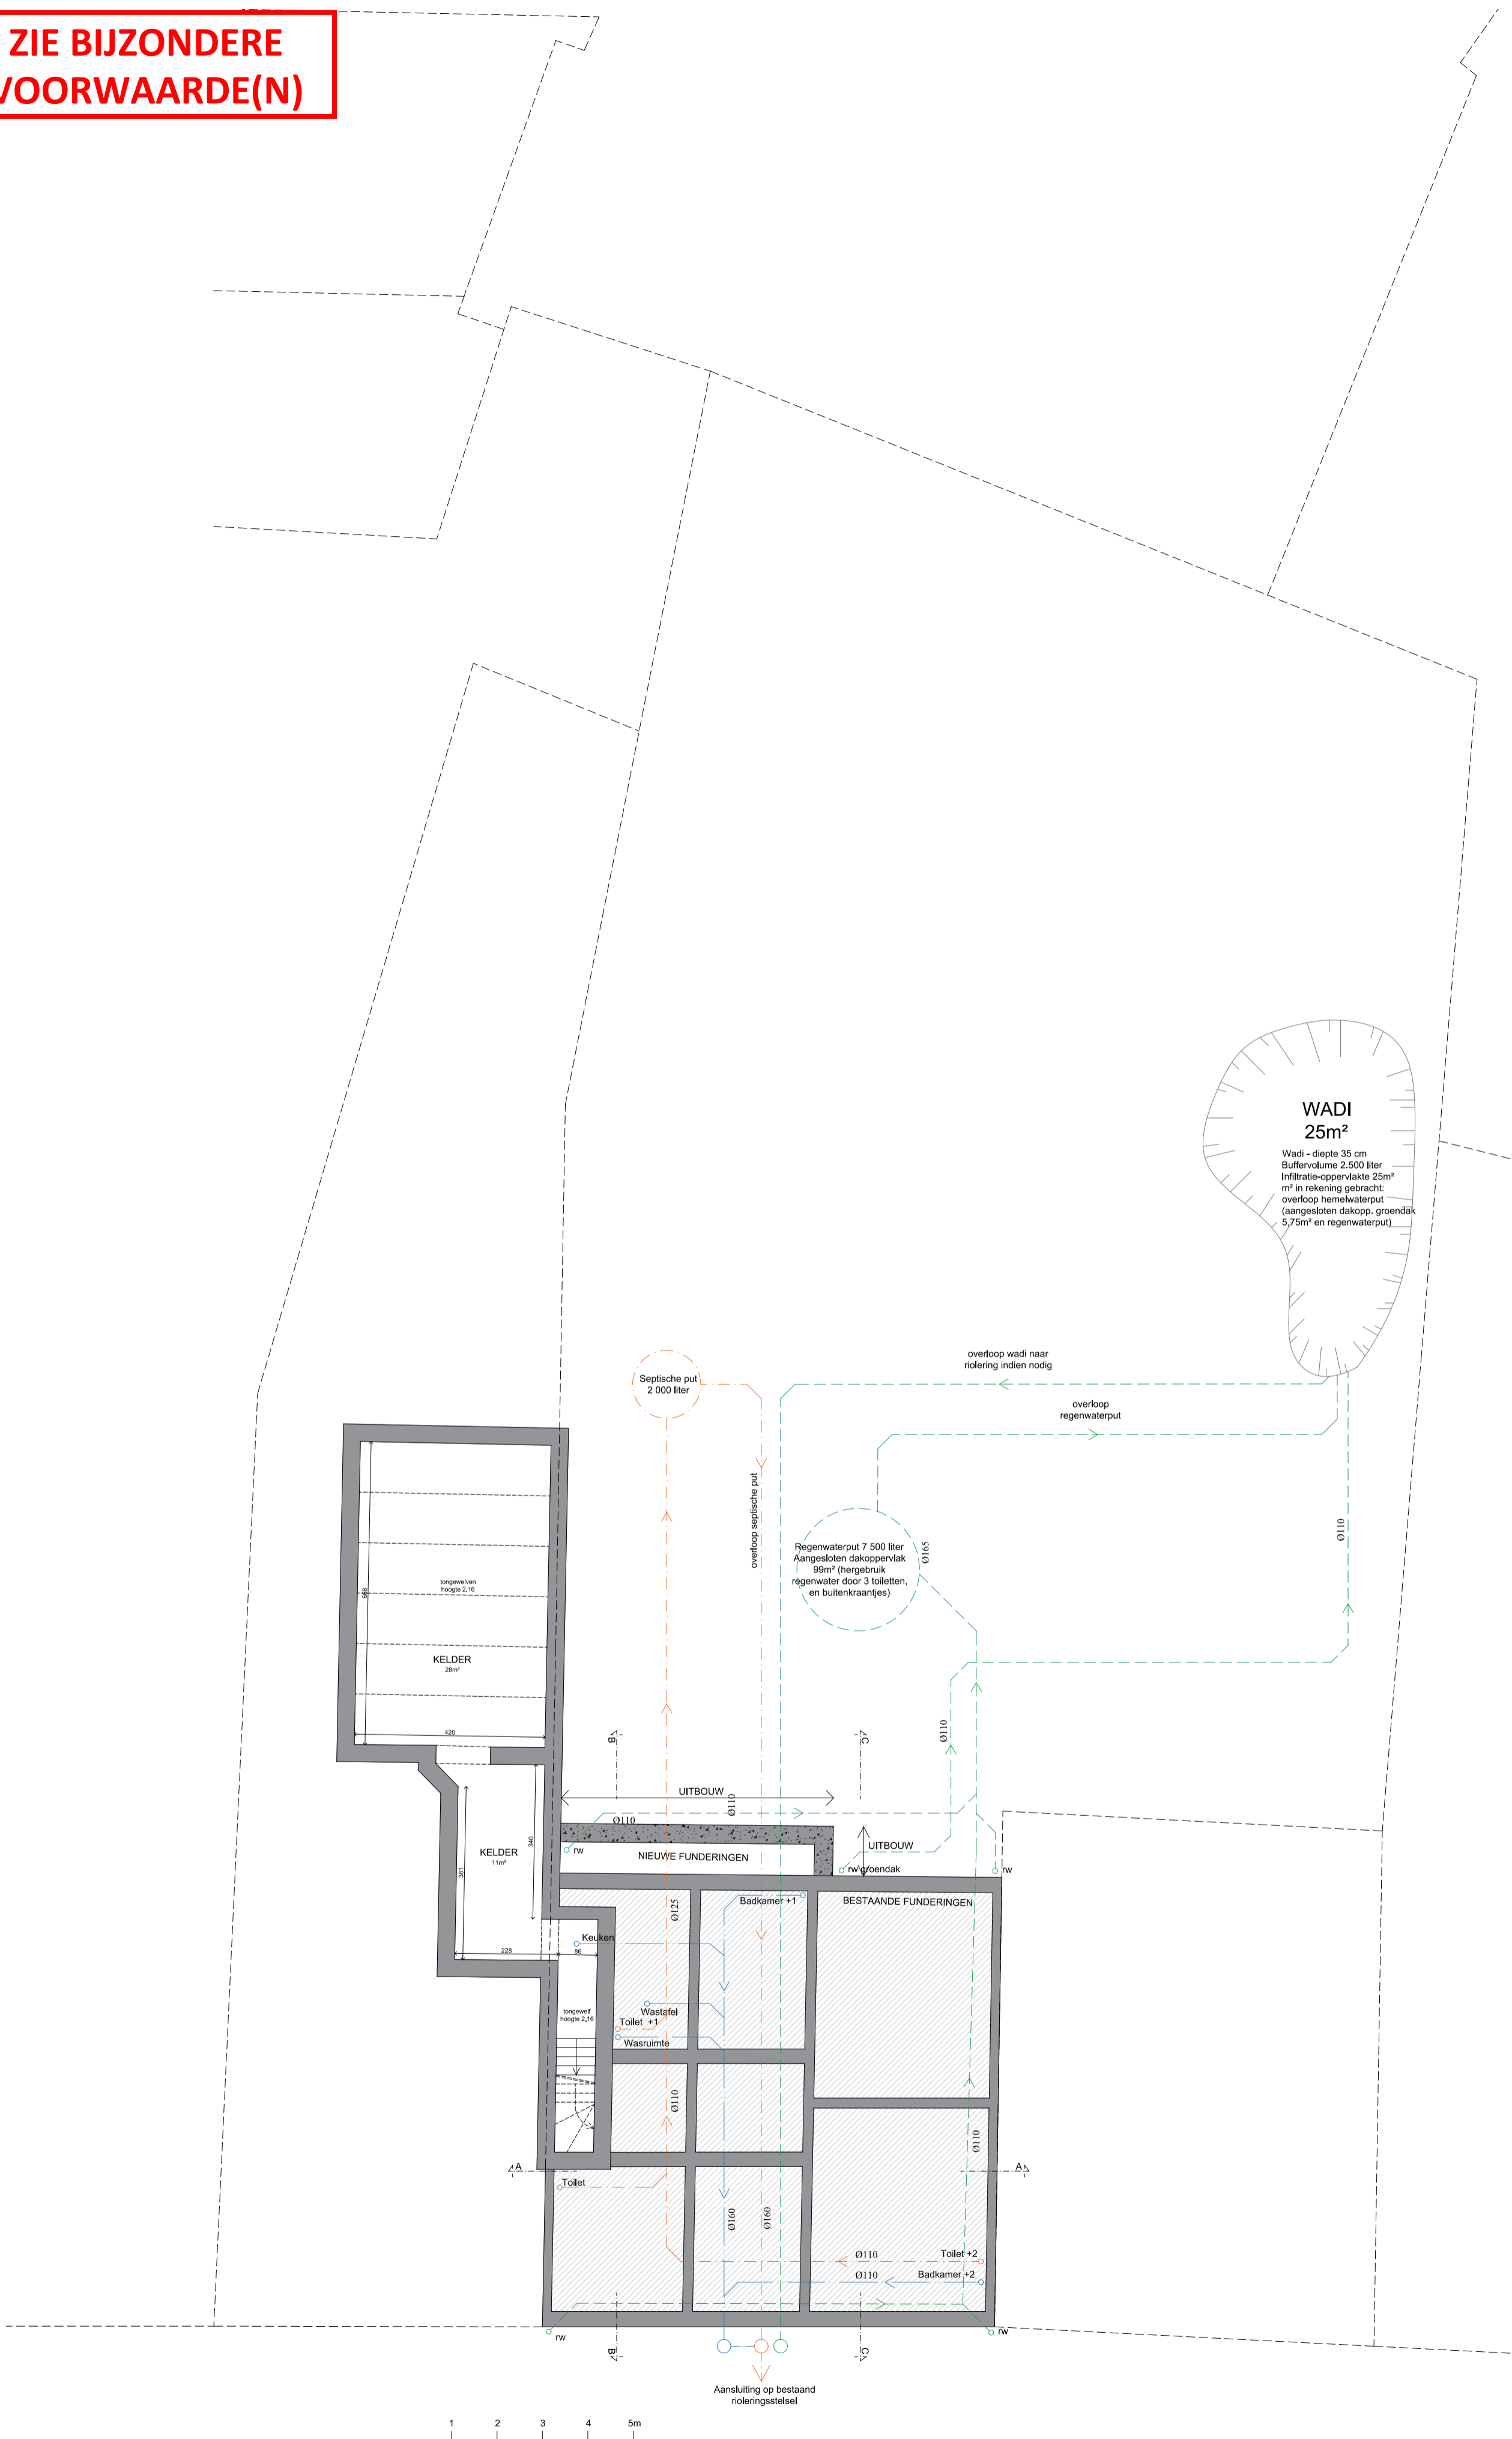 ZIE BIJZONDERE
VOORWAARDE(N)
WADI
25m²
Wadi - diepte 35 cm
Buffervolume 2.500 liter
Infiltratie-oppervlakte 25m²
m² in rekening gebracht:
overloop hemelwaterput
(aangesloten dakopp. groendak
5,75m² en regenwaterput)
overloop wadi naar
riolering indien nodig
Septische put
2 000 liter
overloop
regenwaterput
overloop septische put
Regenwaterput 7 500 liter
Aangesloten dakoppervlak
99m² (hergebruik
regenwater door 3 toiletten,
en buitenkraantjes)
Ø165
Ø110
tongewelven
hoogte 2,16
668
KELDER
28m²
420
B
C
Ø110
UITBOUW
Ø110
Ø110
UITBOUW
rw
NIEUWE FUNDERINGEN
rw groendak
rw
KELDER
11m²
340
381
Ø125
Badkamer +1
BESTAANDE FUNDERINGEN
Keuken
228
86
tongewelf
hoogte 2,16
Wastafel
Toilet +1
Wasruimte
Ø110
Ø110
A
A
Toilet
Ø160
Ø160
Ø110
Toilet +2
Ø110
Badkamer +2
rw
rw
B
C
Aansluiting op bestaand
rioleringsstelsel
1 2 3 4 5m